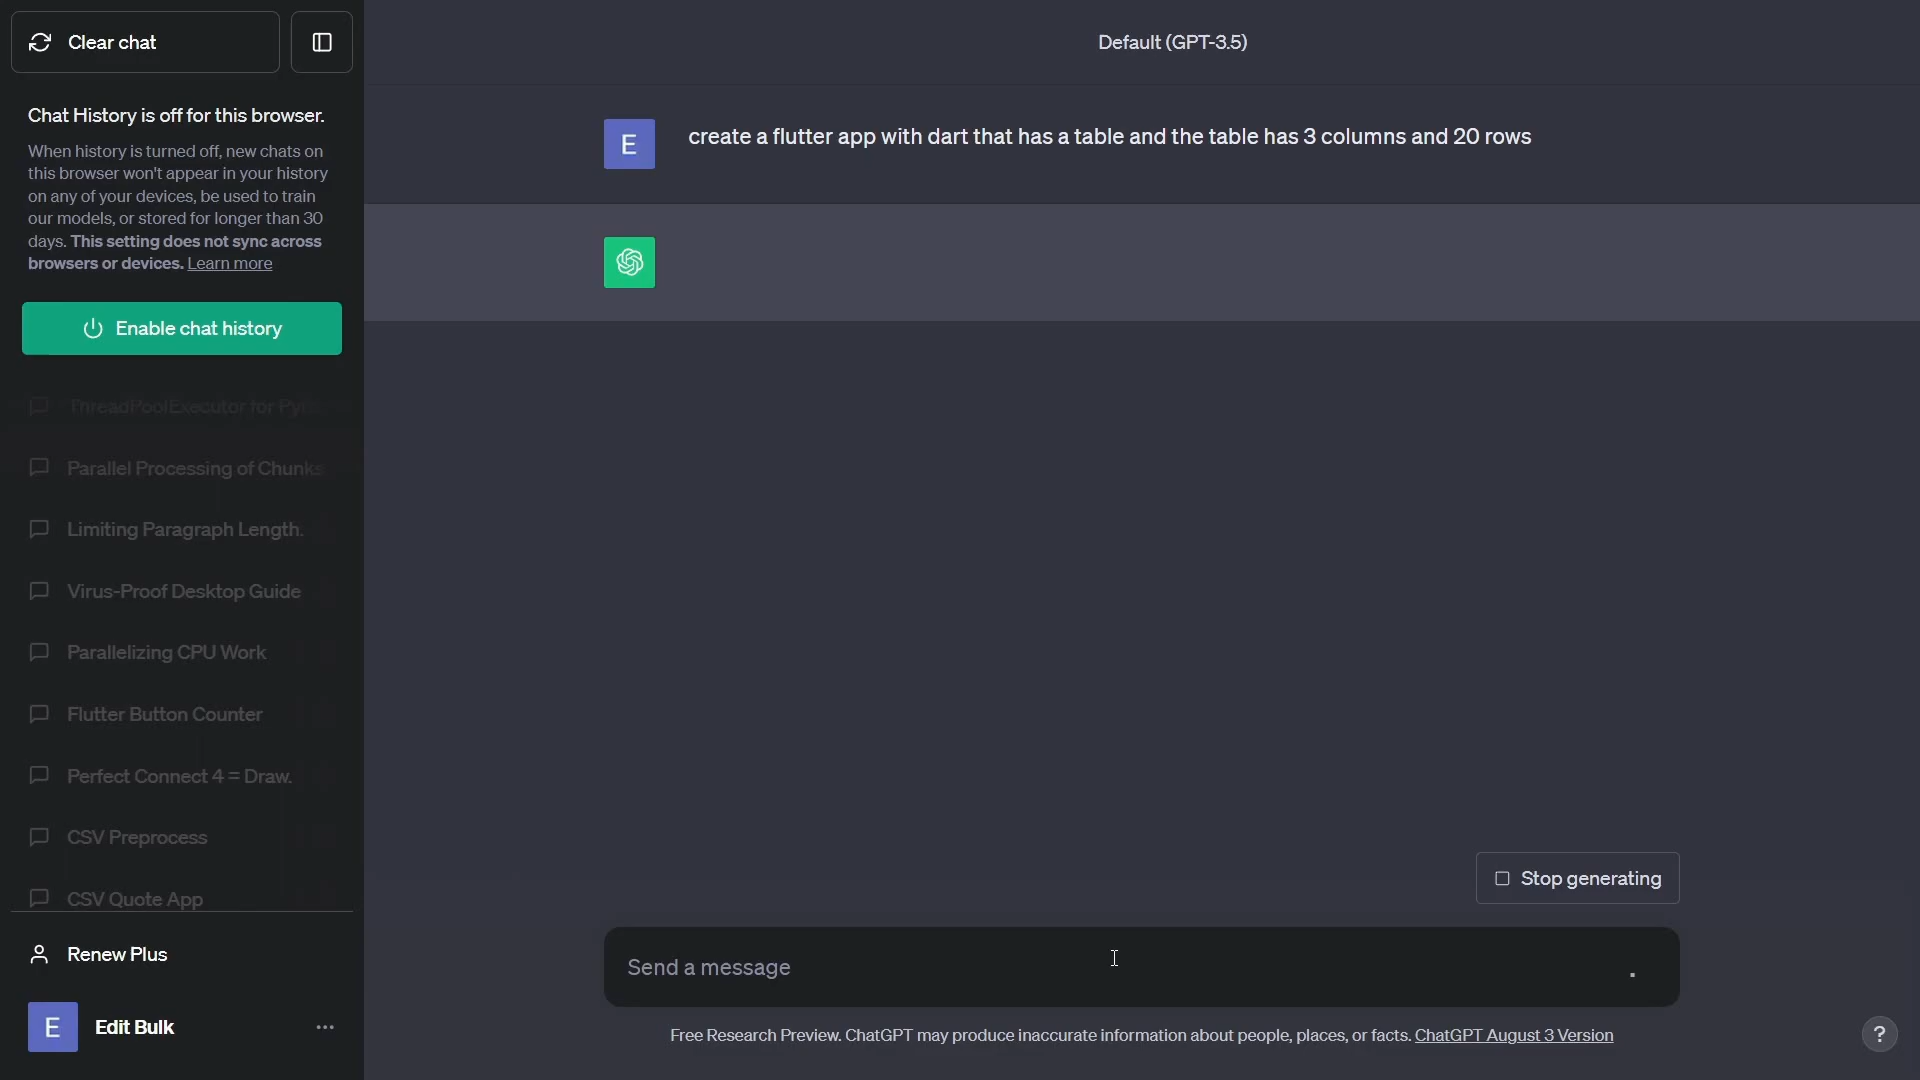 Clear chat
Default (GPT-3.5)
Chat History is off for this browser.
When history is turned off, new chats on
this browser won't appear in your history
on any of your devices, be used to train
our models, or stored for longer than 30
days. This setting does not sync across
browsers or devices. Learn more
Enable chat history
ThreadPoolExecutor for Pyt
Parallel Processing of Chunks
Limiting Paragraph Length.
Virus-Proof Desktop Guide
Parallelizing CPU Work
Flutter Button Counter
Perfect Connect 4 = Draw.
CSV Preprocess
CSV Quote App
Renew Plus
E
Edit Bulk
E
create a flutter app with dart that has a table and the table has 3 columns and 20 rows
Stop generating
Send a message
Free Research Preview. ChatGPT may produce inaccurate information about people, places, or facts. ChatGPT August 3 Version
?